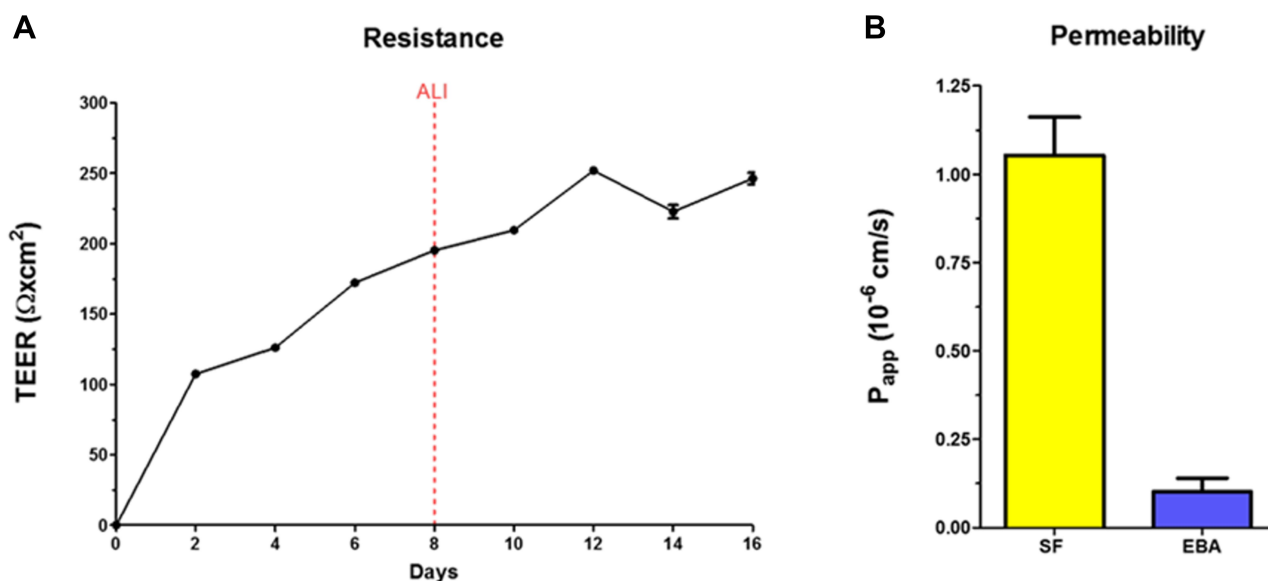 A
Resistance
ALI
300
250
200
150
100
50
0
TEER (Ωxcm²)
0 2 4 6 8 10 12 14 16
Days
B
Permeability
1.25
1.00
0.75
0.50
0.25
0.00
Papp (10⁻⁶ cm/s)
SF EBA